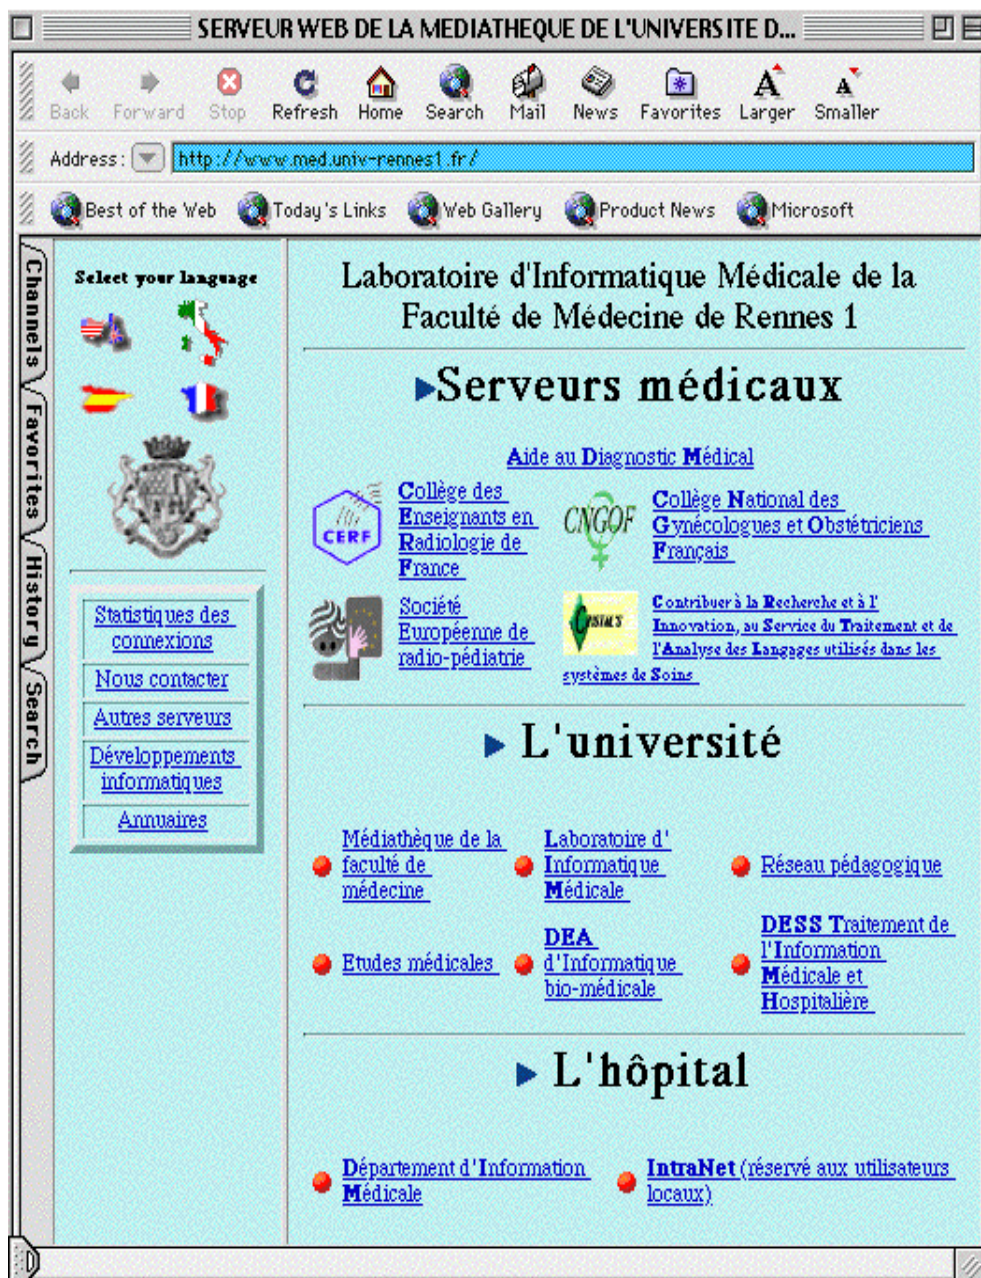 SERVEUR WEB DE LA MEDIATHEQUE DE L'UNIVERSITE D...
Back Forward Stop Refresh Home Search Mail News Favorites Larger Smaller
Address: http://www.med.univ-rennes1.fr/
Best of the Web Today's Links Web Gallery Product News Microsoft
Channels
Favorites
History
Search
Select your language
Statistiques des
connexions
Nous contacter
Autres serveurs
Développements
informatiques
Annuaires
Laboratoire d'Informatique Médicale de la
Faculté de Médecine de Rennes 1
Serveurs médicaux
Aide au Diagnostic Médical
CERF
Collège des
Enseignants en
Radiologie de
France
CNGOF
Collège National des
Gynécologues et Obstétriciens
Français
Société
Européenne de
radio-pédiatrie
CRISTAL'S
Contribuer à la Recherche et à l'
Innovation, au Service du Traitement et de
l'Analyse des Langages utilisés dans les
systèmes de Soins
L'université
Médiathèque de la
faculté de
médecine
Laboratoire d'
Informatique
Médicale
Réseau pédagogique
Etudes médicales
DEA
d'Informatique
bio-médicale
DESS Traitement de
l'Information
Médicale et
Hospitalière
L'hôpital
Département d'Information
Médicale
IntraNet (réservé aux utilisateurs
locaux)